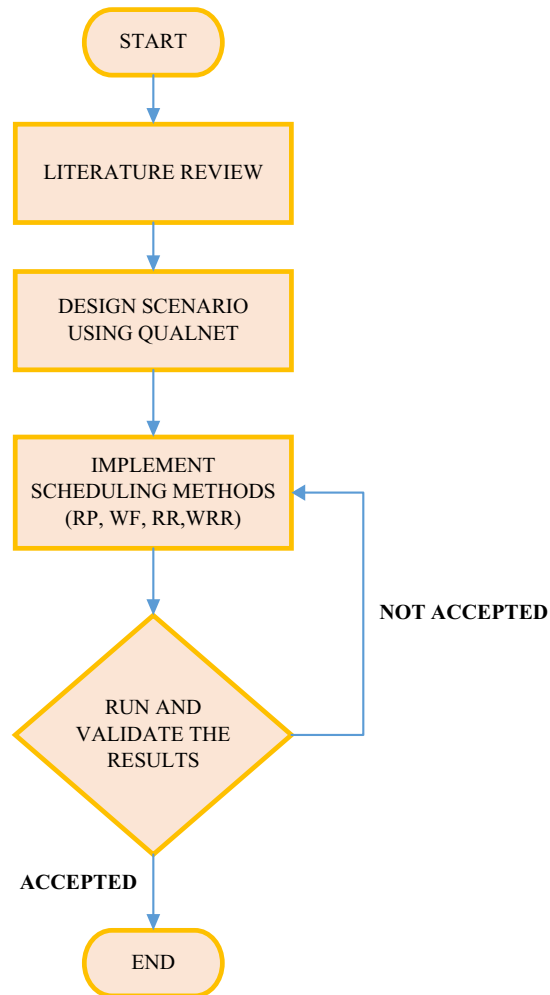 START
LITERATURE REVIEW
DESIGN SCENARIO
USING QUALNET
IMPLEMENT
SCHEDULING METHODS
(RP, WF, RR,WRR)
NOT ACCEPTED
RUN AND
VALIDATE THE
RESULTS
ACCEPTED
END